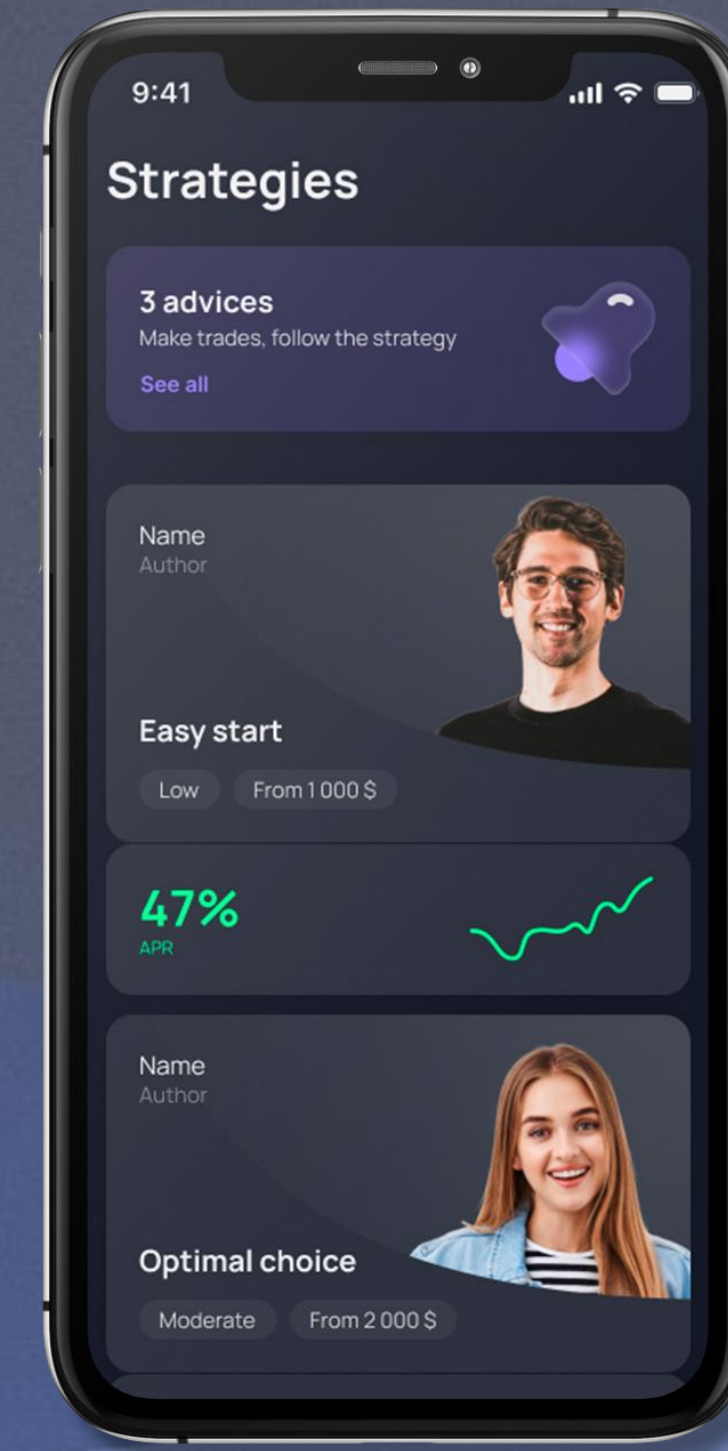 9:41
Strategies
3 advices
Make trades, follow the strategy
See all
Name
Author
Easy start
Low
From 1 000 $
47%
APR
Name
Author
Optimal choice
Moderate
From 2 000 $